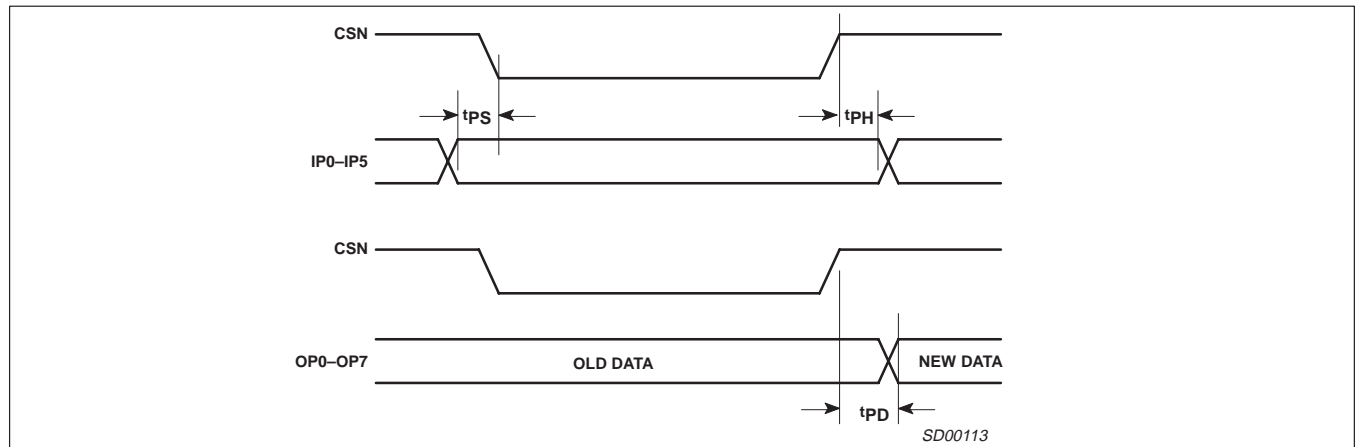 CSN
tPS
tPH
IP0–IP5
CSN
OP0–OP7
OLD DATA
NEW DATA
tPD
SD00113